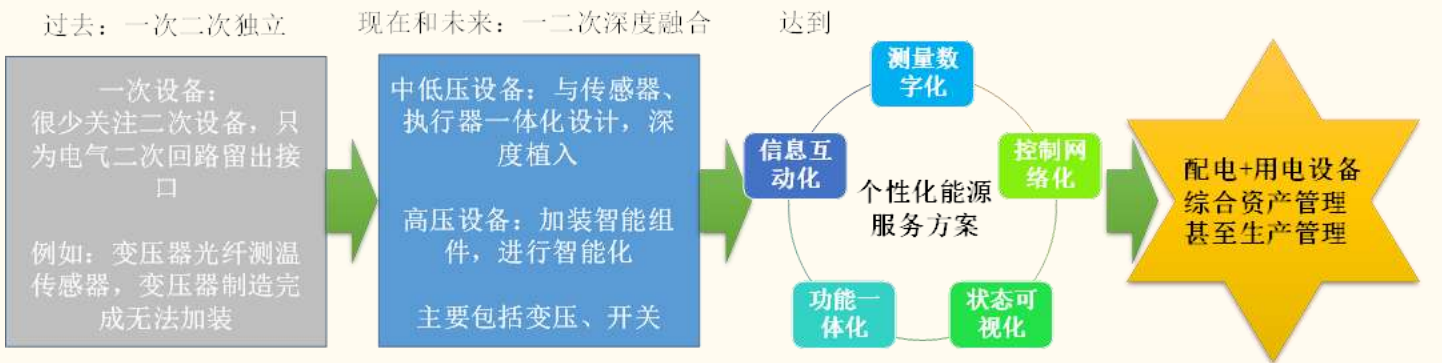 过去：一次二次独立
现在和未来：一二次深度融合
达到
一次设备：
很少关注二次设备，只
为电气二次回路留出接
口
例如：变压器光纤测温
传感器，变压器制造完
成无法加装
中低压设备：与传感器、
执行器一体化设计，深
度植入
高压设备：加装智能组
件，进行智能化
主要包括变压、开关
测量数
字化
控制网
络化
状态可
视化
功能一
体化
信息互
动化
个性化能源
服务方案
配电+用电设备
综合资产管理
甚至生产管理